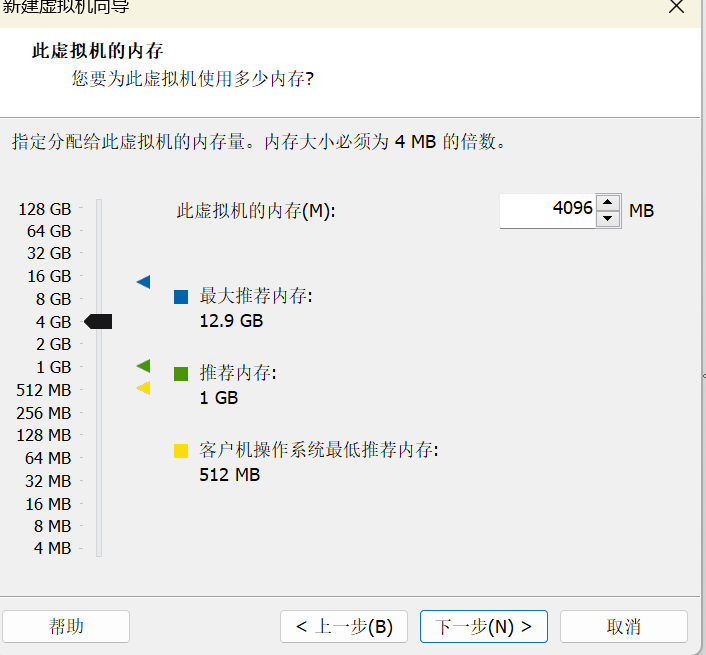 新建虚拟机向导
此虚拟机的内存
您要为此虚拟机使用多少内存?
指定分配给此虚拟机的内存量。内存大小必须为 4 MB 的倍数。
128 GB
64 GB
32 GB
16 GB
8 GB
4 GB
2 GB
1 GB
512 MB
256 MB
128 MB
64 MB
32 MB
16 MB
8 MB
4 MB
此虚拟机的内存(M):
4096 MB
最大推荐内存:
12.9 GB
推荐内存:
1 GB
客户机操作系统最低推荐内存:
512 MB
帮助
< 上一步(B)
下一步(N) >
取消